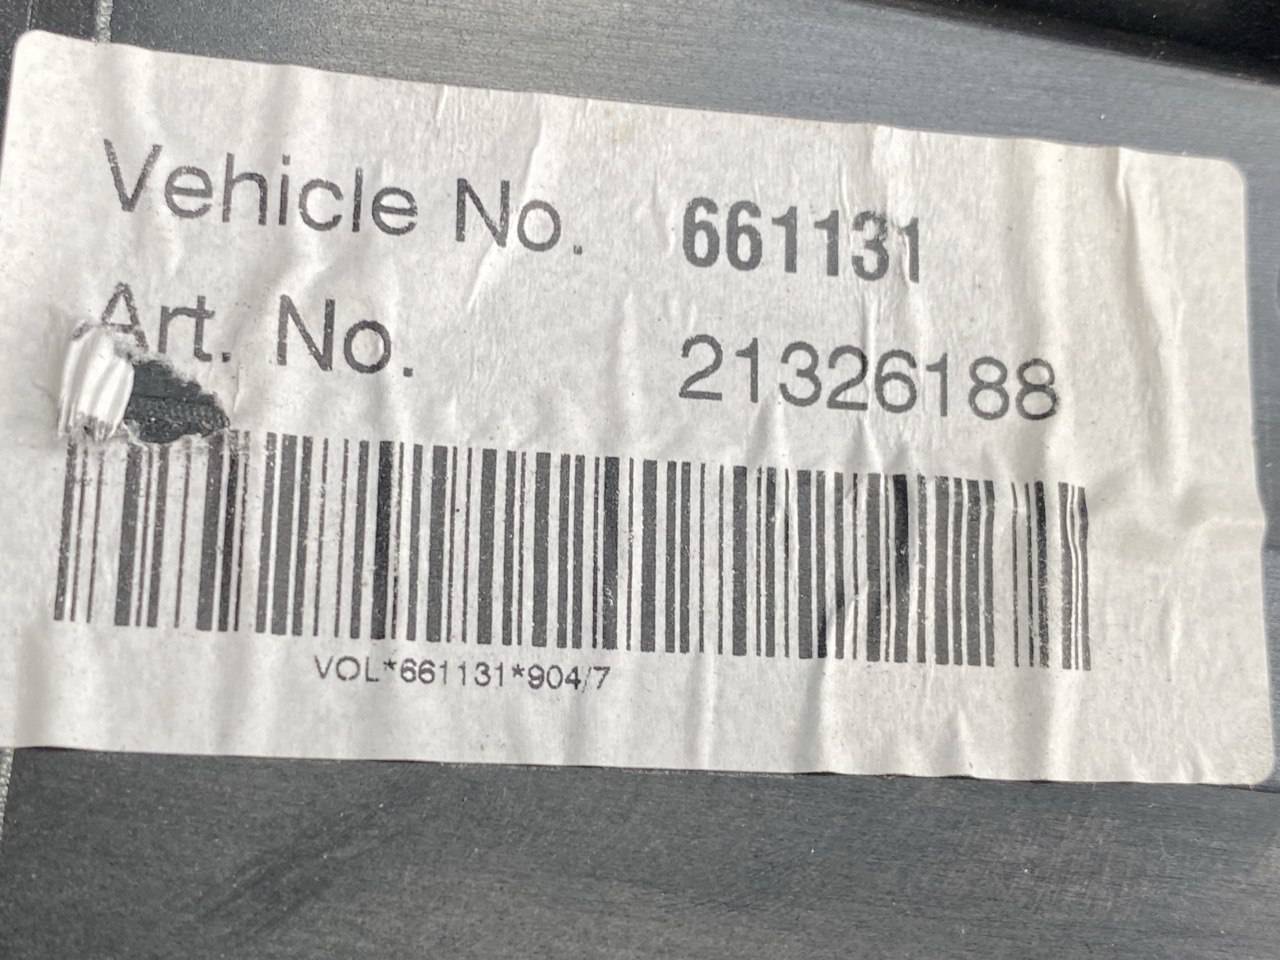 Vehicle No. 661131
Art. No. 21326188
VOL*661131*904/7